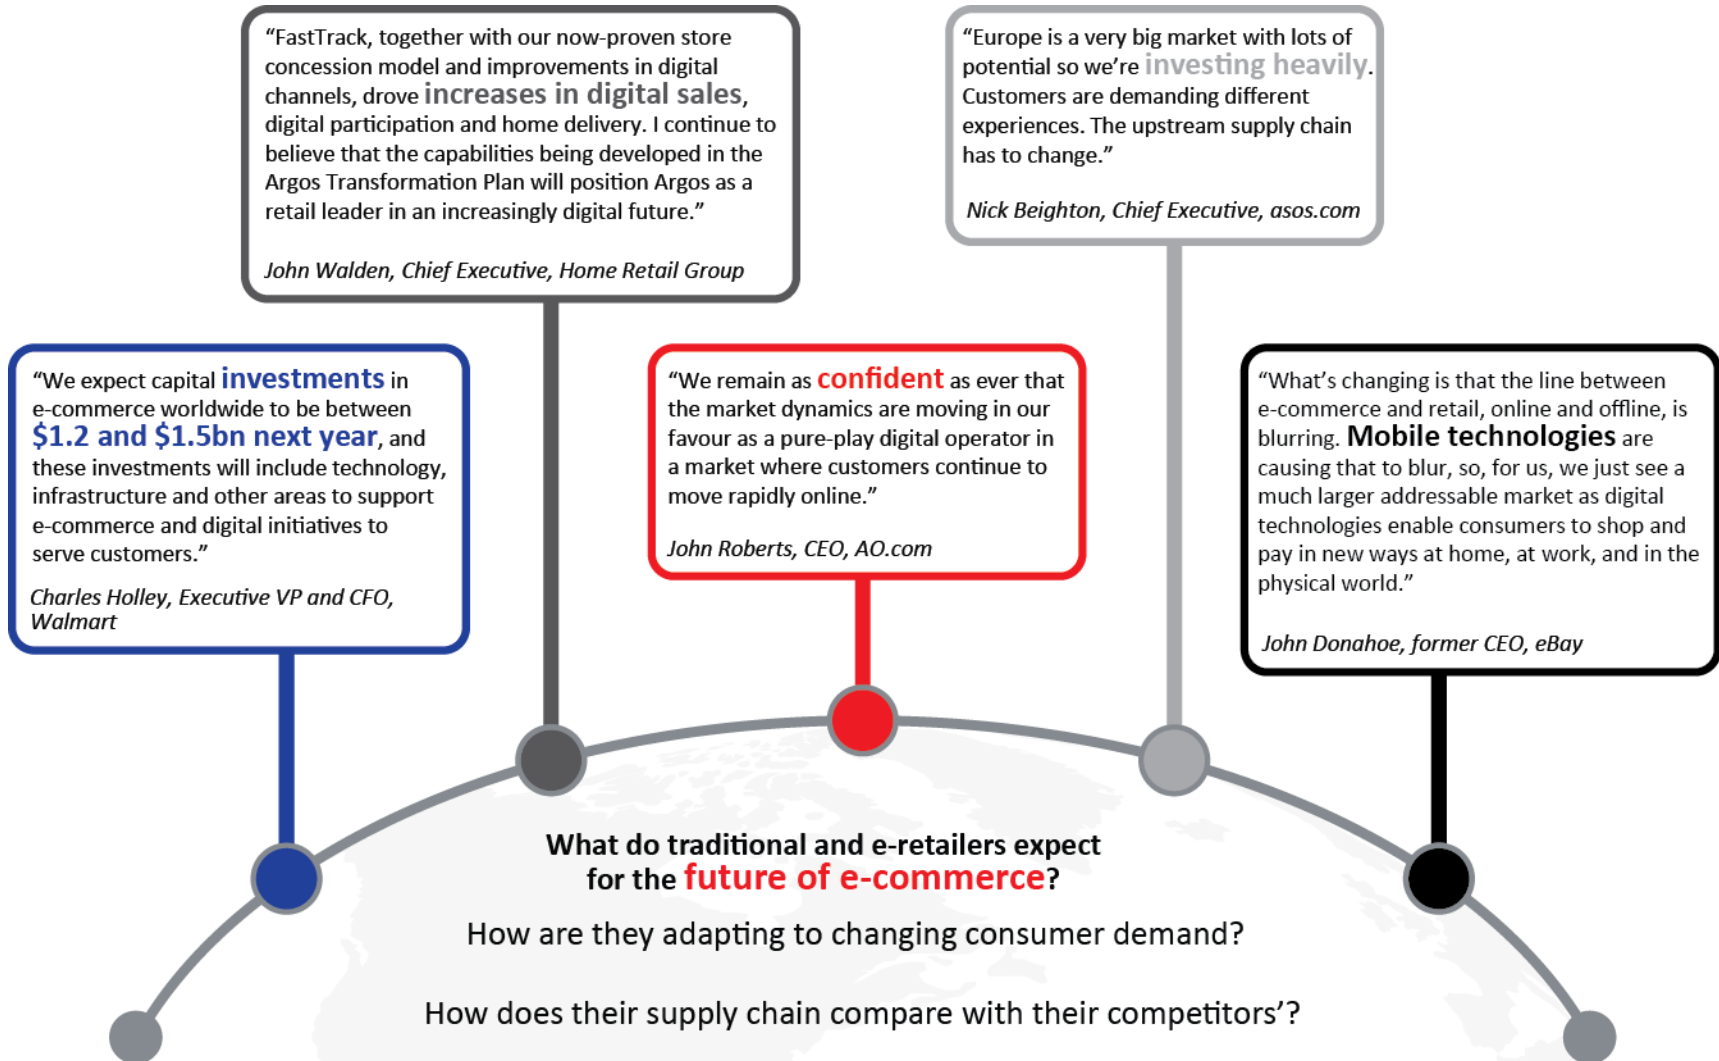 “FastTrack, together with our now-proven store
concession model and improvements in digital
channels, drove increases in digital sales,
digital participation and home delivery. I continue to
believe that the capabilities being developed in the
Argos Transformation Plan will position Argos as a
retail leader in an increasingly digital future.”
John Walden, Chief Executive, Home Retail Group
“Europe is a very big market with lots of
potential so we’re investing heavily.
Customers are demanding different
experiences. The upstream supply chain
has to change.”
Nick Beighton, Chief Executive, asos.com
“We expect capital investments in
e-commerce worldwide to be between
$1.2 and $1.5bn next year, and
these investments will include technology,
infrastructure and other areas to support
e-commerce and digital initiatives to
serve customers.”
Charles Holley, Executive VP and CFO,
Walmart
“We remain as confident as ever that
the market dynamics are moving in our
favour as a pure-play digital operator in
a market where customers continue to
move rapidly online.”
John Roberts, CEO, AO.com
“What’s changing is that the line between
e-commerce and retail, online and offline, is
blurring. Mobile technologies are
causing that to blur, so, for us, we just see a
much larger addressable market as digital
technologies enable consumers to shop and
pay in new ways at home, at work, and in the
physical world.”
John Donahoe, former CEO, eBay
What do traditional and e-retailers expect
for the future of e-commerce?
How are they adapting to changing consumer demand?
How does their supply chain compare with their competitors’?